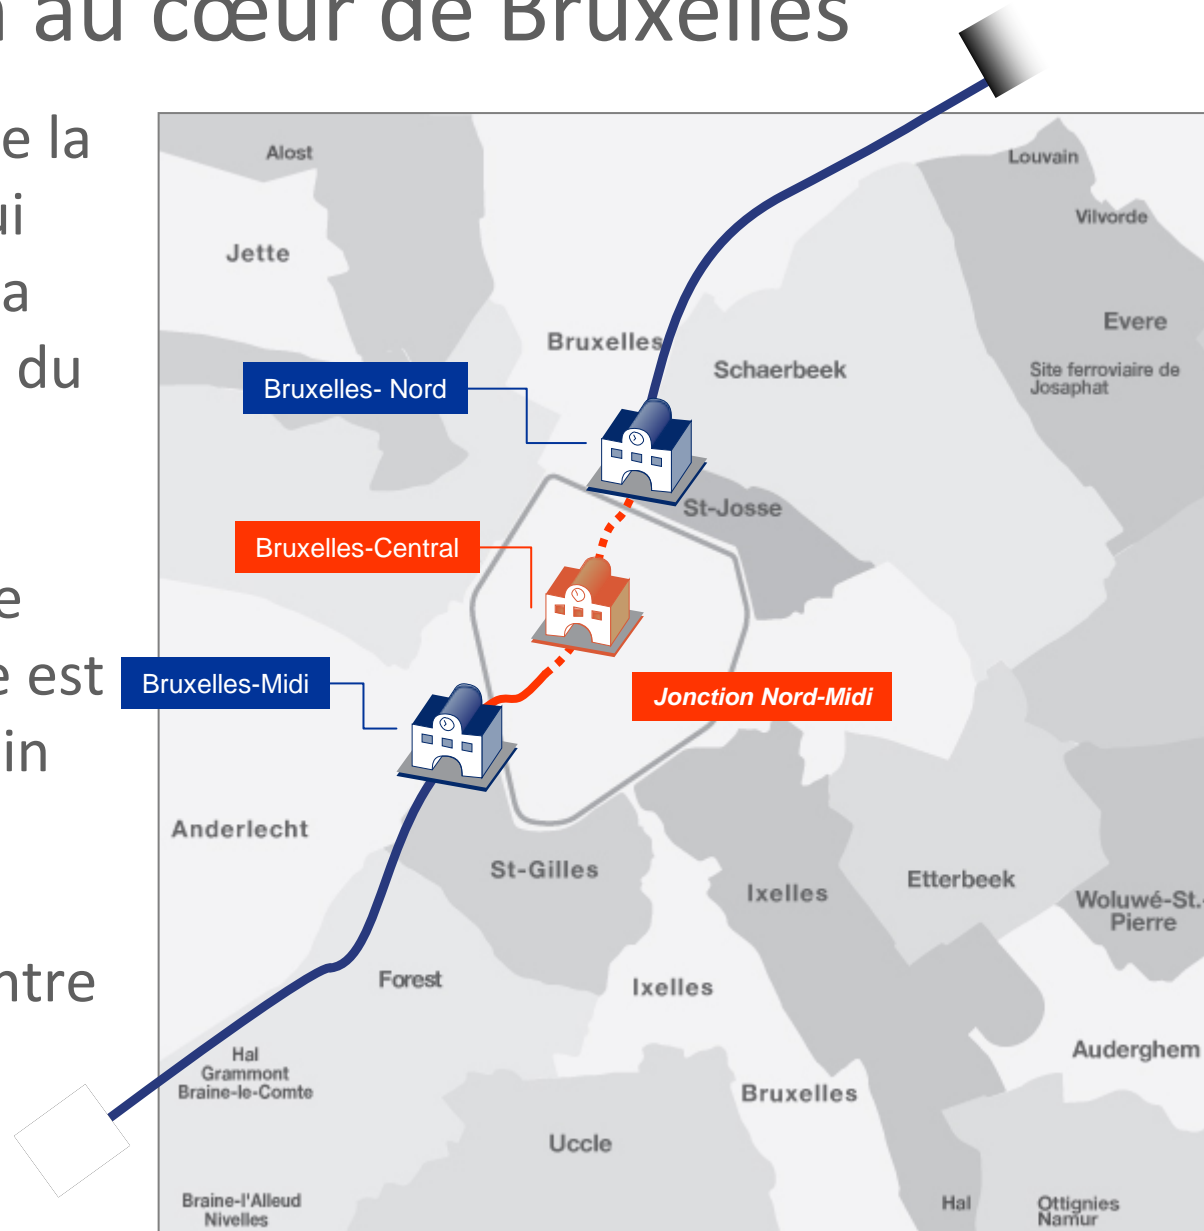 au cœur de Bruxelles
e la
ui
a
du
e
e est
in
ntre
Alost
Louvain
Vilvorde
Jette
Evere
Bruxelles
Schaerbeek
Site ferroviaire de
Josaphat
Bruxelles- Nord
St-Josse
Bruxelles-Central
Bruxelles-Midi
Jonction Nord-Midi
Anderlecht
St-Gilles
Ixelles
Etterbeek
Woluwé-St.-
Pierre
Forest
Ixelles
Hal
Grammont
Braine-le-Comte
Auderghem
Bruxelles
Uccle
Braine-l'Alleud
Nivelles
Hal
Ottignies
Namur